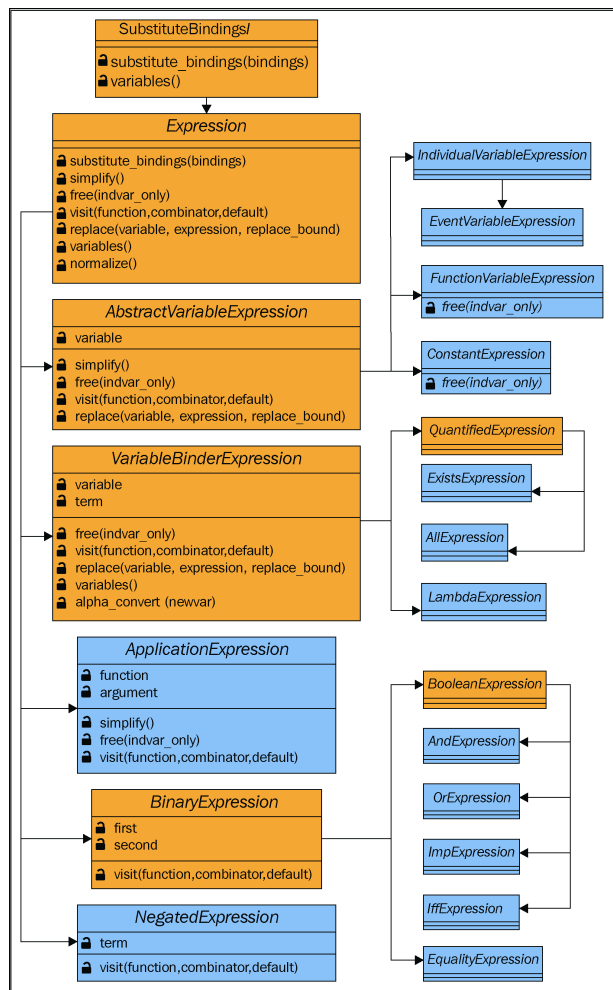 SubstituteBindingsI
substitute_bindings(bindings)
variables()
Expression
substitute_bindings(bindings)
simplify()
free(indvar_only)
visit(function,combinator,default)
replace(variable, expression, replace_bound)
variables()
normalize()
AbstractVariableExpression
variable
simplify()
free(indvar_only)
visit(function,combinator,default)
replace(variable, expression, replace_bound)
VariableBinderExpression
variable
term
free(indvar_only)
visit(function,combinator,default)
replace(variable, expression, replace_bound)
variables()
alpha_convert (newvar)
ApplicationExpression
function
argument
simplify()
free(indvar_only)
visit(function,combinator,default)
BinaryExpression
first
second
visit(function,combinator,default)
NegatedExpression
term
visit(function,combinator,default)
IndividualVariableExpression
EventVariableExpression
FunctionVariableExpression
free(indvar_only)
ConstantExpression
free(indvar_only)
QuantifiedExpression
ExistsExpression
AllExpression
LambdaExpression
BooleanExpression
AndExpression
OrExpression
ImpExpression
IffExpression
EqualityExpression